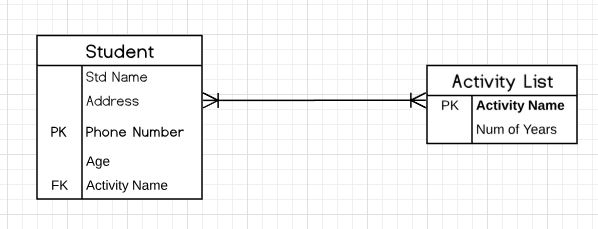 Student
Std Name
Address
PK Phone Number
Age
FK Activity Name
Activity List
PK Activity Name
Num of Years